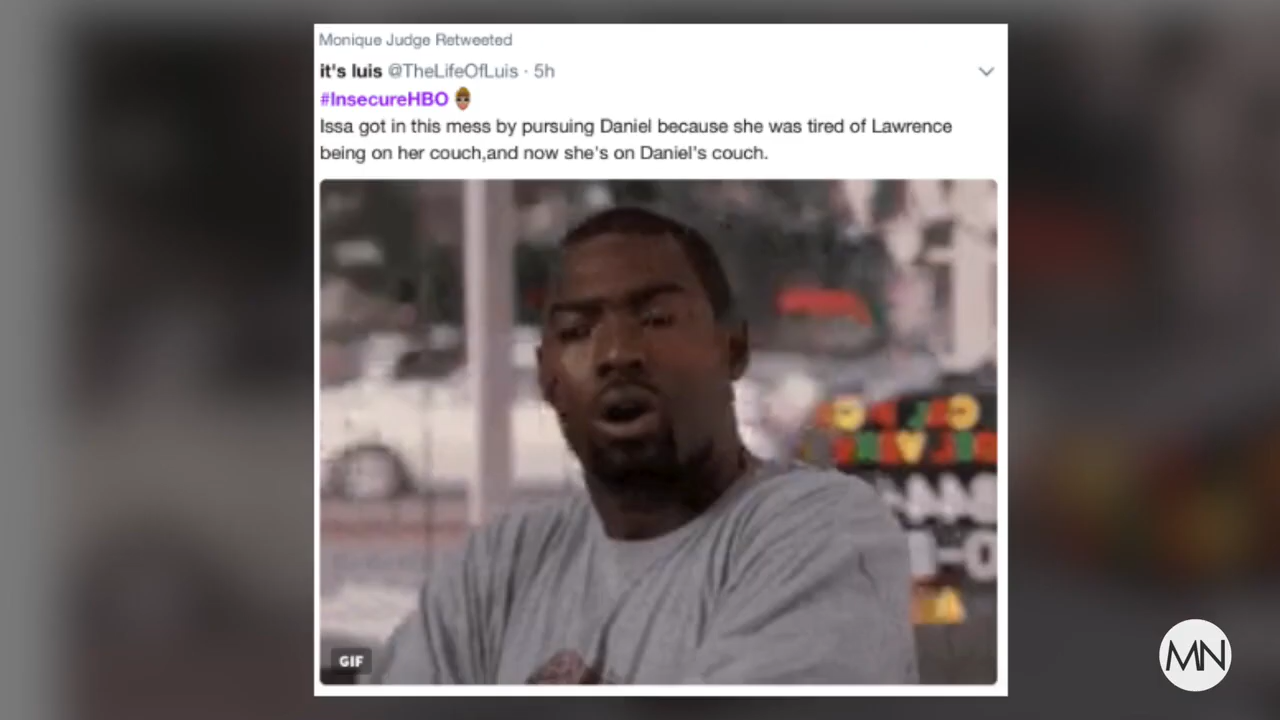 Monique Judge Retweeted
it's luis @TheLifeOfLuis · 5h
#InsecureHBO
Issa got in this mess by pursuing Daniel because she was tired of Lawrence
being on her couch,and now she's on Daniel's couch.
GIF
MN